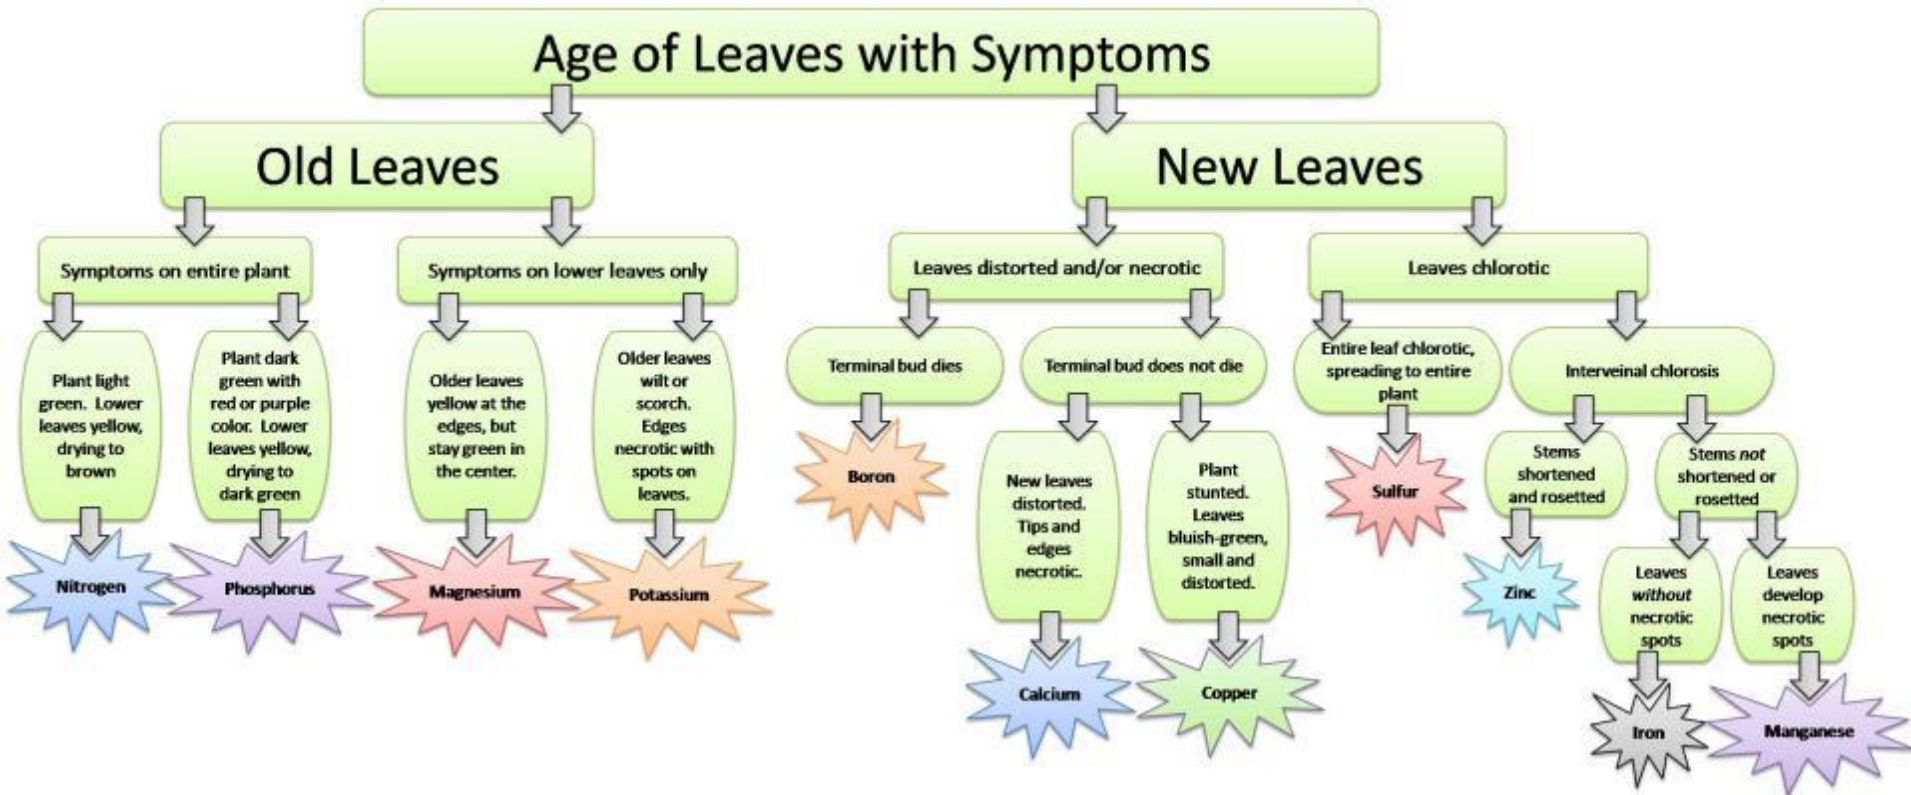 Age of Leaves with Symptoms
Old Leaves
New Leaves
Symptoms on entire plant
Symptoms on lower leaves only
Leaves distorted and/or necrotic
Leaves chlorotic
Plant light
green. Lower
leaves yellow,
drying to
brown
Plant dark
green with
red or purple
color. Lower
leaves yellow,
drying to
dark green
Older leaves
yellow at the
edges, but
stay green in
the center.
Older leaves
wilt or
scorch.
Edges
necrotic with
spots on
leaves.
Terminal bud dies
Terminal bud does not die
Entire leaf chlorotic,
spreading to entire
plant
Interveinal chlorosis
Nitrogen
Phosphorus
Magnesium
Potassium
Boron
New leaves
distorted.
Tips and
edges
necrotic.
Plant
stunted.
Leaves
bluish-green,
small and
distorted.
Sulfur
Stems
shortened
and rosetted
Stems not
shortened or
rosetted
Calcium
Copper
Zinc
Leaves
without
necrotic
spots
Leaves
develop
necrotic
spots
Iron
Manganese